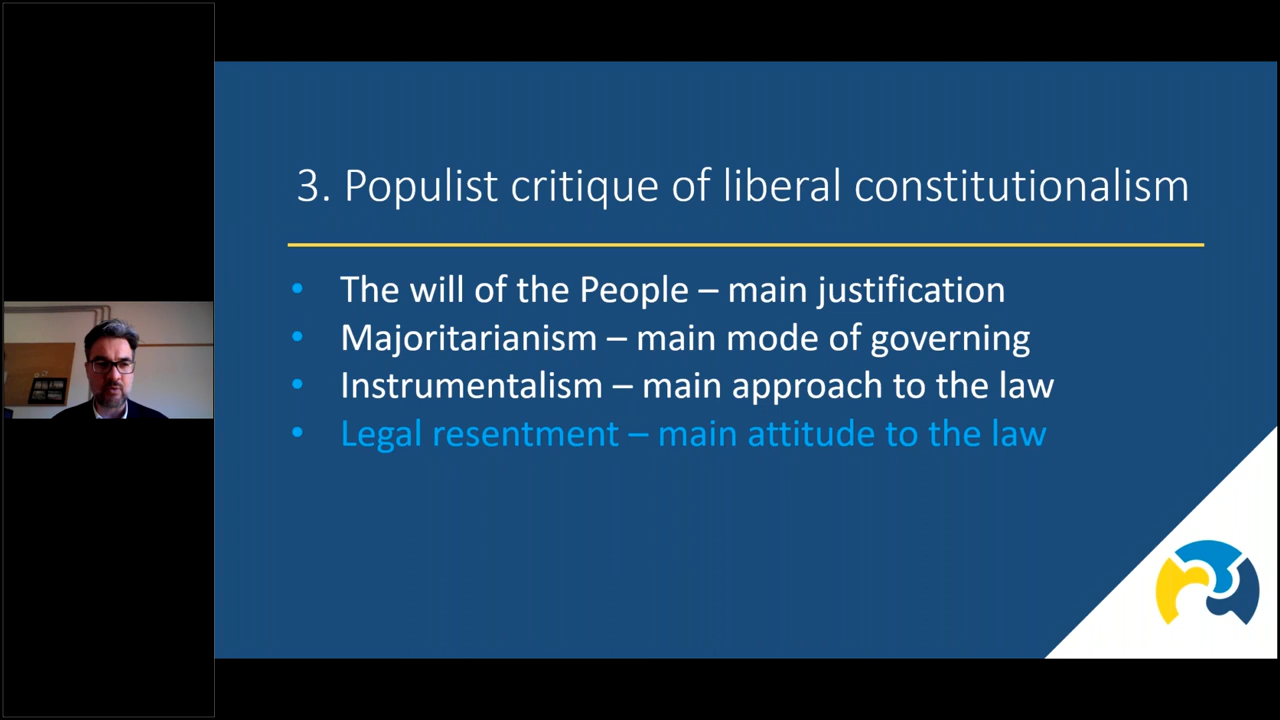 3. Populist critique of liberal constitutionalism
• The will of the People – main justification
• Majoritarianism – main mode of governing
• Instrumentalism – main approach to the law
• Legal resentment – main attitude to the law